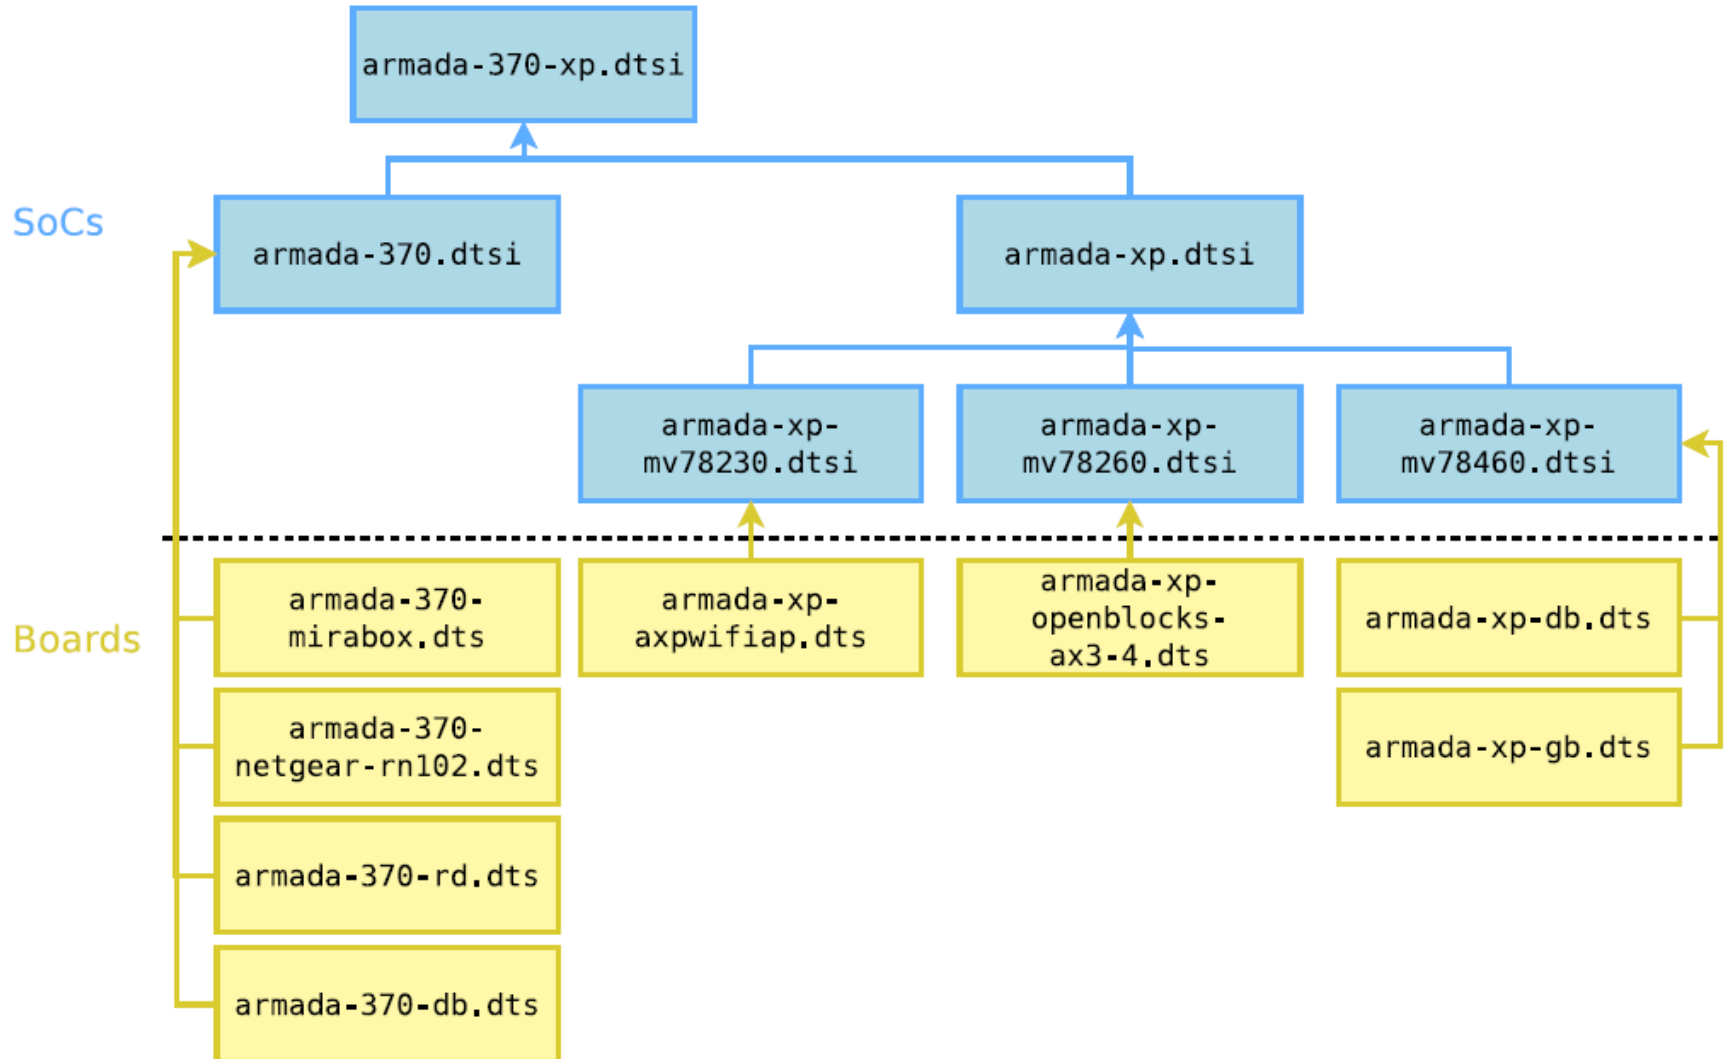 armada-370-xp.dtsi
SoCs
armada-370.dtsi
armada-xp.dtsi
armada-xp-
mv78230.dtsi
armada-xp-
mv78260.dtsi
armada-xp-
mv78460.dtsi
Boards
armada-370-
mirabox.dts
armada-xp-
axpwifiap.dts
armada-xp-
openblocks-
ax3-4.dts
armada-xp-db.dts
armada-370-
netgear-rn102.dts
armada-xp-gb.dts
armada-370-rd.dts
armada-370-db.dts